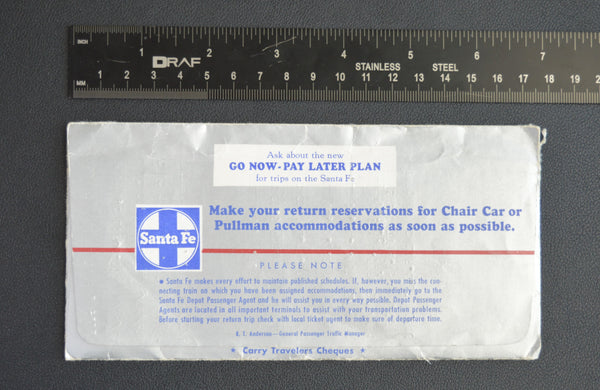 INCH 1 2 3 4 5 6 7
DRAF STAINLESS STEEL
MM 1 2 3 4 5 6 7 8 9 10 11 12 13 14 15 16 17 18 19
Ask about the new
GO NOW-PAY LATER PLAN
for trips on the Santa Fe
Make your return reservations for Chair Car or
Pullman accommodations as soon as possible.
Santa Fe
PLEASE NOTE
• Santa Fe makes every effort to maintain published schedules. If, however, you miss the con-
necting train on which you have been assigned accommodations, then immediately go to the
Santa Fe Depot Passenger Agent and he will assist you in every way possible. Depot Passenger
Agents are located in all important terminals to assist with your transportation problems.
Before starting your return trip check with local ticket agent to make sure of departure time.
E. T. Anderson—General Passenger Traffic Manager
★ Carry Travelers Cheques ★